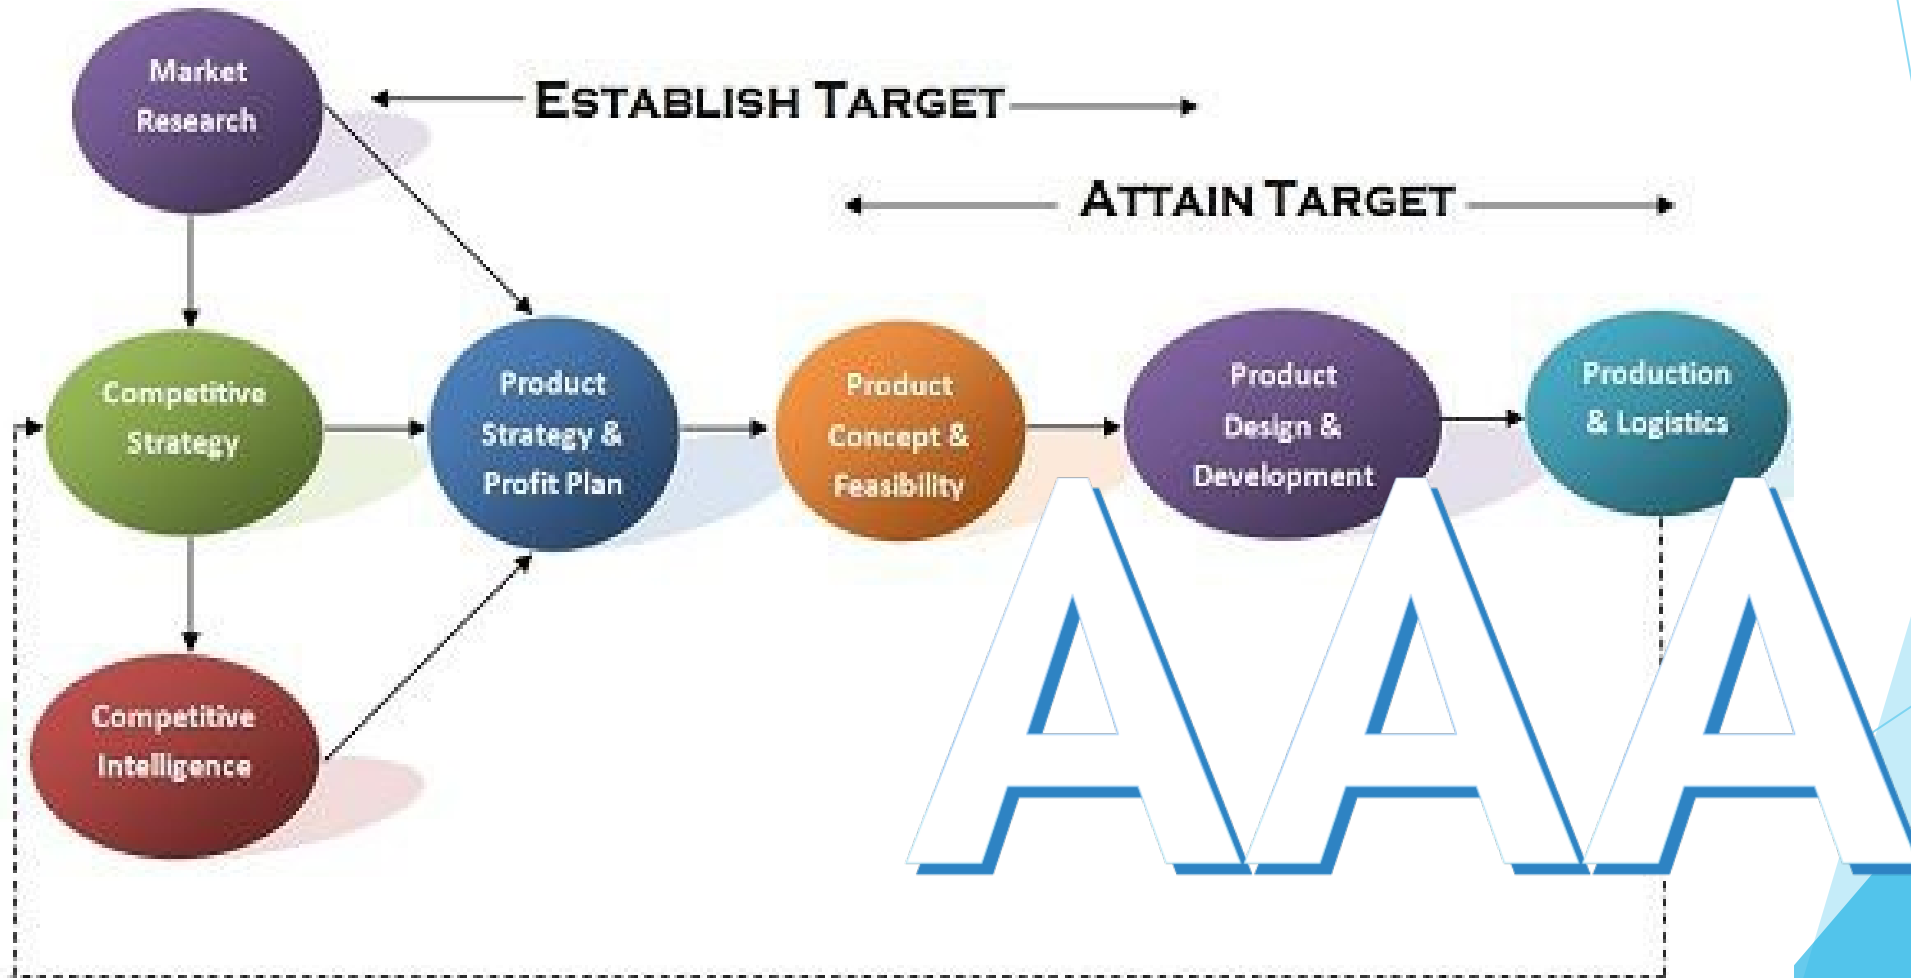 Market
Research
ESTABLISH TARGET
ATTAIN TARGET
Competitive
Strategy
Product
Strategy &
Profit Plan
Product
Concept &
Feasibility
Product
Design &
Development
Production
& Logistics
Competitive
Intelligence
AAA